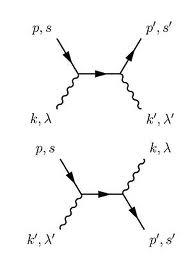 p, s p′, s′
k, λ k′, λ′
p, s k, λ
k′, λ′ p′, s′